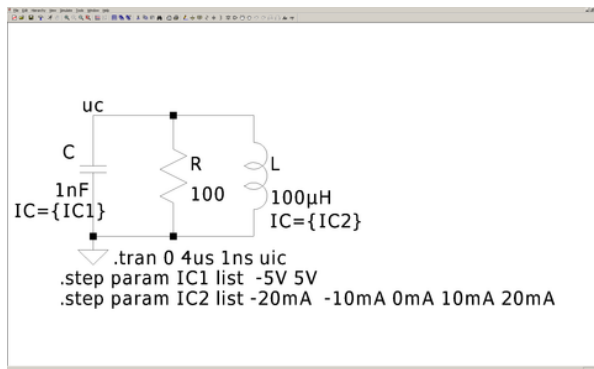 uc
C
R
L
1nF
100
100µH
IC={IC1}
IC={IC2}
.tran 0 4us 1ns uic
.step param IC1 list -5V 5V
.step param IC2 list -20mA -10mA 0mA 10mA 20mA